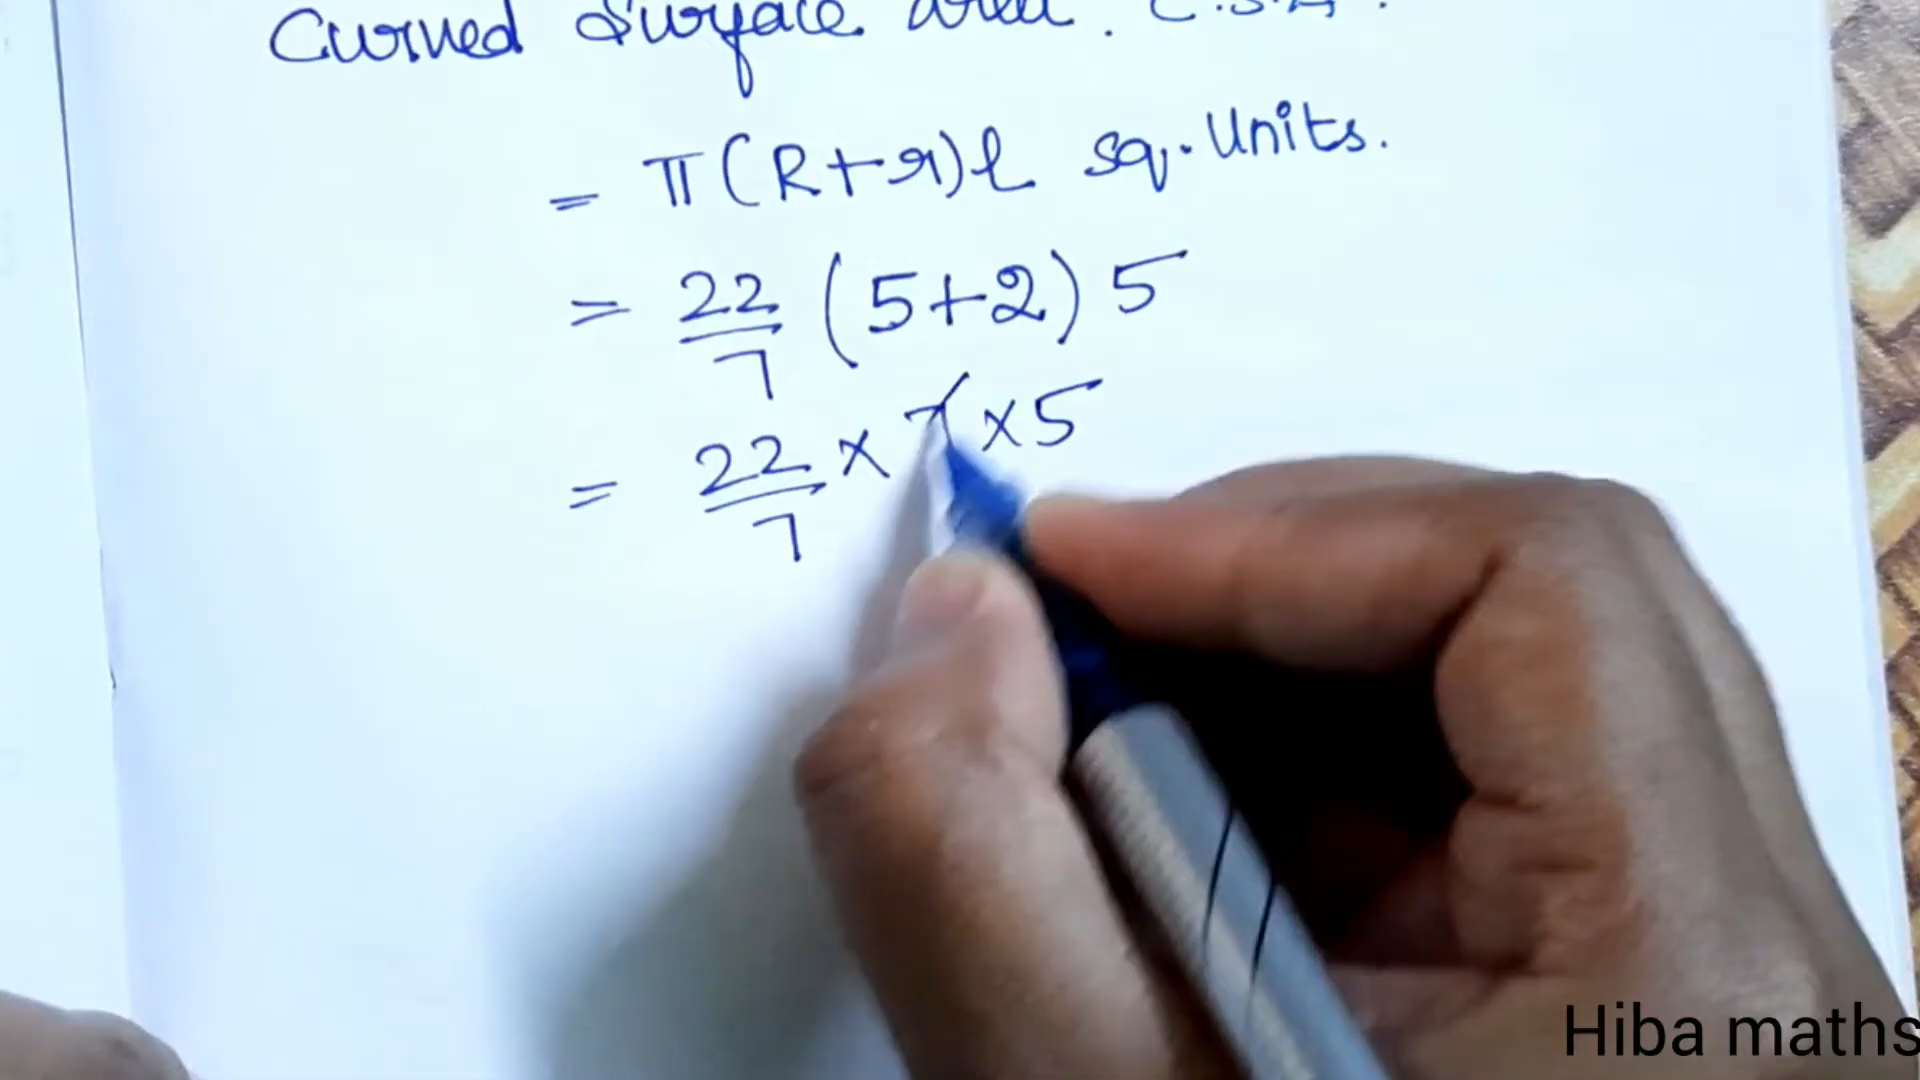 Curved Surface area. C.S.A.
= π(R+r)l sq. Units.
= 22/7 (5+2) 5
= 22/7 × 7 × 5
Hiba maths